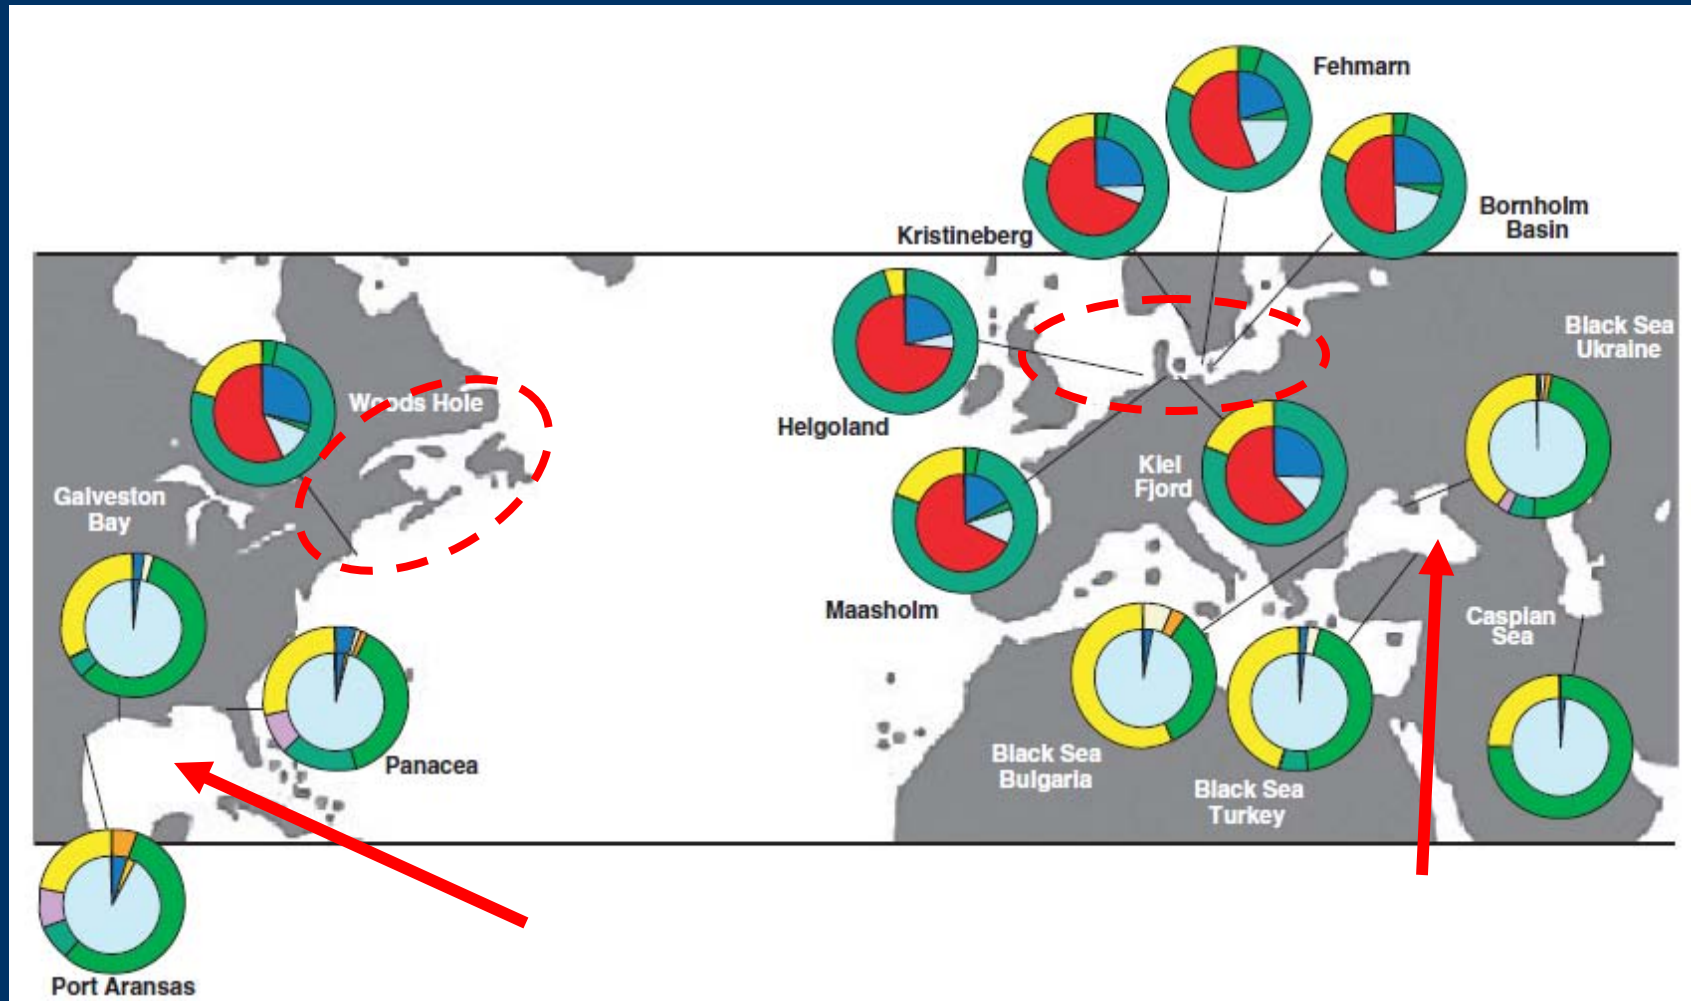 Fehmarn
Bornholm
Basin
Kristineberg
Black Sea
Ukraine
Woods Hole
Helgoland
Kiel
Fjord
Galveston
Bay
Maasholm
Caspian
Sea
Panacea
Black Sea
Bulgaria
Black Sea
Turkey
Port Aransas